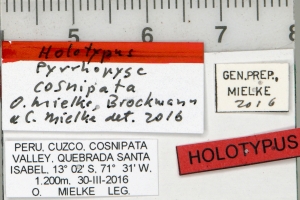 5 6 7 8
Holotypus
Pyrrhopyge
cosnipata
O. Mielke, Brockmann
& C. Mielke det. 2016
GEN.PREP.
MIELKE
2016
HOLOTYPUS
PERU, CUZCO, COSNIPATA
VALLEY, QUEBRADA SANTA
ISABEL, 13° 02' S, 71° 31' W.
1.200m, 30-III-2016
O. MIELKE LEG.